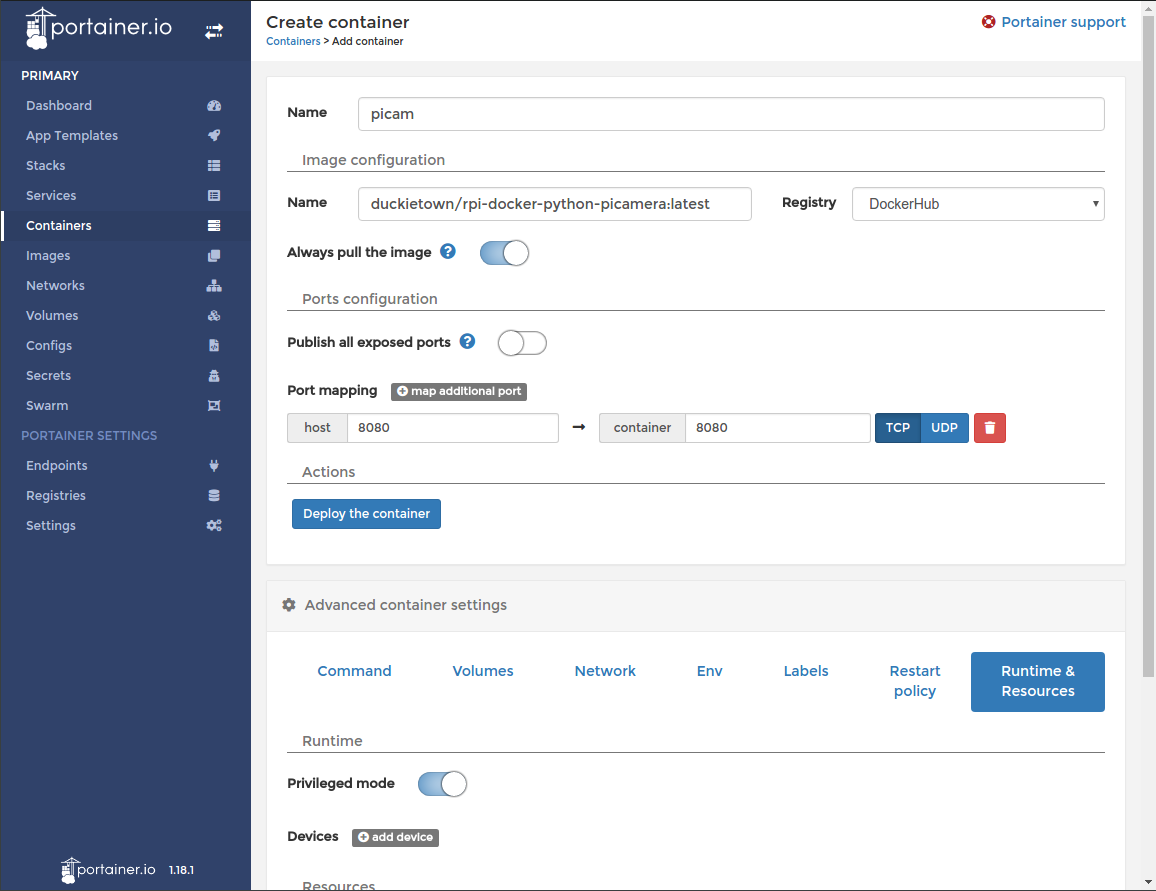 portainer.io
PRIMARY
Dashboard
App Templates
Stacks
Services
Containers
Images
Networks
Volumes
Configs
Secrets
Swarm
PORTAINER SETTINGS
Endpoints
Registries
Settings
portainer.io 1.18.1
Create container
Portainer support
Containers > Add container
Name picam
Image configuration
Name duckietown/rpi-docker-python-picamera:latest Registry DockerHub
Always pull the image ?
Ports configuration
Publish all exposed ports ?
Port mapping map additional port
host 8080 → container 8080 TCP UDP
Actions
Deploy the container
Advanced container settings
Command Volumes Network Env Labels Restart policy Runtime & Resources
Runtime
Privileged mode
Devices add device
Resources